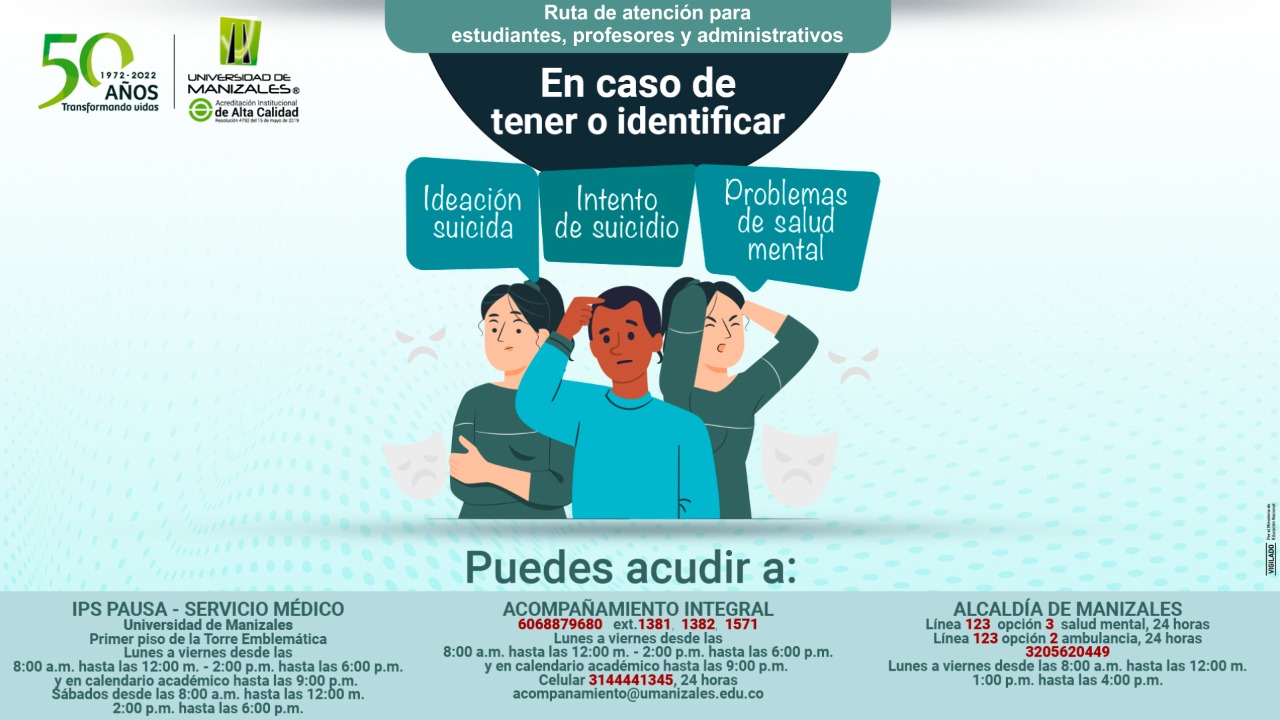 Ruta de atención para
estudiantes, profesores y administrativos
50
1972-2022
AÑOS
Transformando vidas
UNIVERSIDAD DE
MANIZALES®
Acreditación Institucional
de Alta Calidad
Resolución 4792 del 15 de mayo de 2019
En caso de
tener o identificar
Ideación
suicida
Intento
de suicidio
Problemas
de salud
mental
Puedes acudir a:
IPS PAUSA - SERVICIO MÉDICO
Universidad de Manizales
Primer piso de la Torre Emblemática
Lunes a viernes desde las
8:00 a.m. hasta las 12:00 m. - 2:00 p.m. hasta las 6:00 p.m.
y en calendario académico hasta las 9:00 p.m.
Sábados desde las 8:00 a.m. hasta las 12:00 m.
2:00 p.m. hasta las 6:00 p.m.
ACOMPAÑAMIENTO INTEGRAL
6068879680 ext.1381, 1382, 1571
Lunes a viernes desde las
8:00 a.m. hasta las 12:00 m. - 2:00 p.m. hasta las 6:00 p.m.
y en calendario académico hasta las 9:00 p.m.
Celular 3144441345, 24 horas
acompanamiento@umanizales.edu.co
ALCALDÍA DE MANIZALES
Línea 123 opción 3 salud mental, 24 horas
Línea 123 opción 2 ambulancia, 24 horas
3205620449
Lunes a viernes desde las 8:00 a.m. hasta las 12:00 m.
1:00 p.m. hasta las 4:00 p.m.
VIGILADO
Por el Ministerio de
Educación Nacional